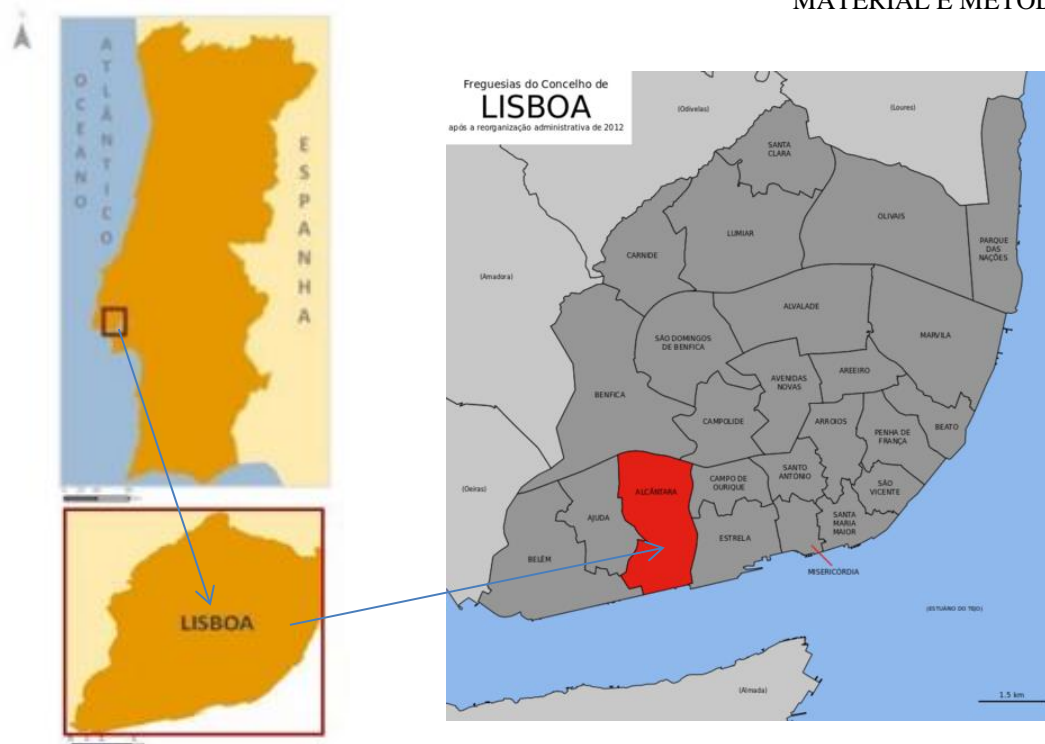 MATERIAL E MÉTOD
OCEANO
ATLÂNTICO
ESPANHA
LISBOA
Freguesias do Concelho de
LISBOA
após a reorganização administrativa de 2012
(Odivelas)
(Loures)
SANTA
CLARA
OLIVAIS
LUMIAR
PARQUE
DAS
NAÇÕES
CARNIDE
(Amadora)
ALVALADE
MARVILA
SÃO DOMINGOS
DE BENFICA
AREEIRO
AVENIDAS
NOVAS
BENFICA
CAMPOLIDE
ARROIOS
PENHA DE
FRANÇA
BEATO
SANTO
ANTÓNIO
CAMPO DE
OURIQUE
SÃO
VICENTE
(Oeiras)
ALCÂNTARA
AJUDA
SANTA
MARIA
MAIOR
ESTRELA
BELÉM
MISERICÓRDIA
(ESTUÁRIO DO TEJO)
(Almada)
1.5 km